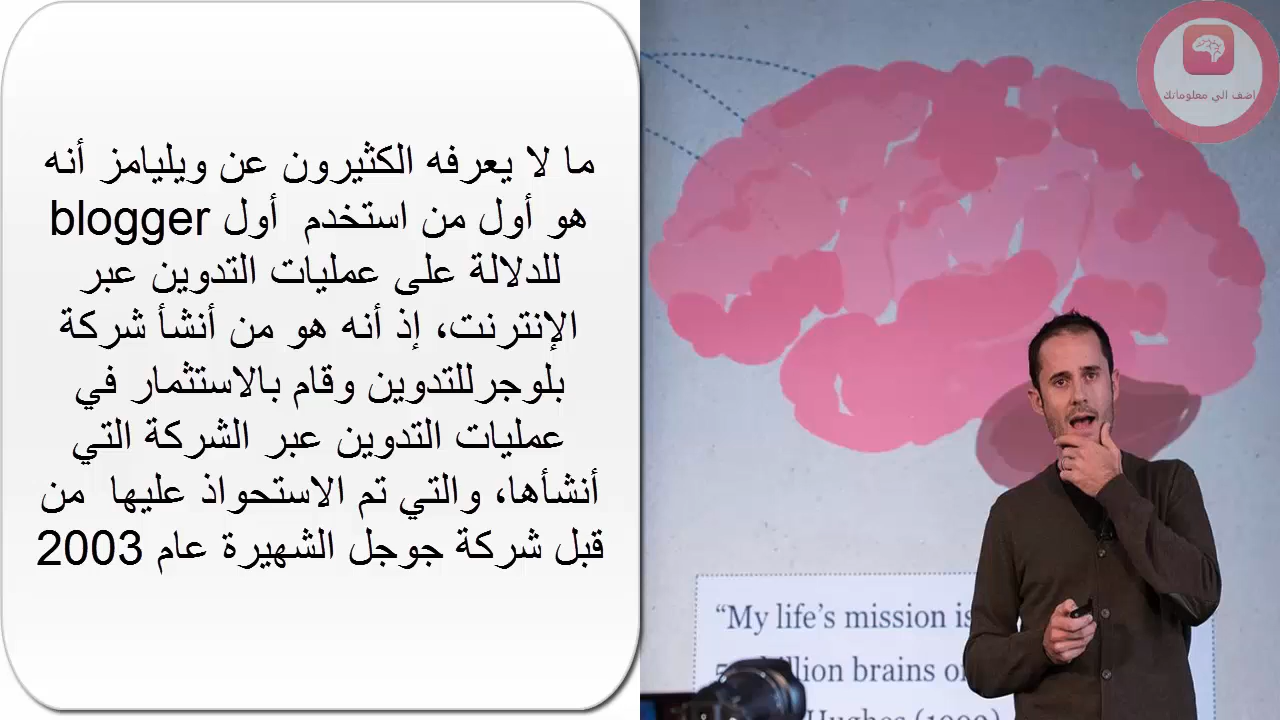 ما لا يعرفه الكثيرون عن ويليامز أنه
هو أول من استخدم أول blogger
للدلالة على عمليات التدوين عبر
الإنترنت، إذ أنه هو من أنشأ شركة
بلوجرللتدوين وقام بالاستثمار في
عمليات التدوين عبر الشركة التي
أنشأها، والتي تم الاستحواذ عليها من
قبل شركة جوجل الشهيرة عام 2003
اضف الي معلوماتك
“My life’s mission is
brains
Hughes